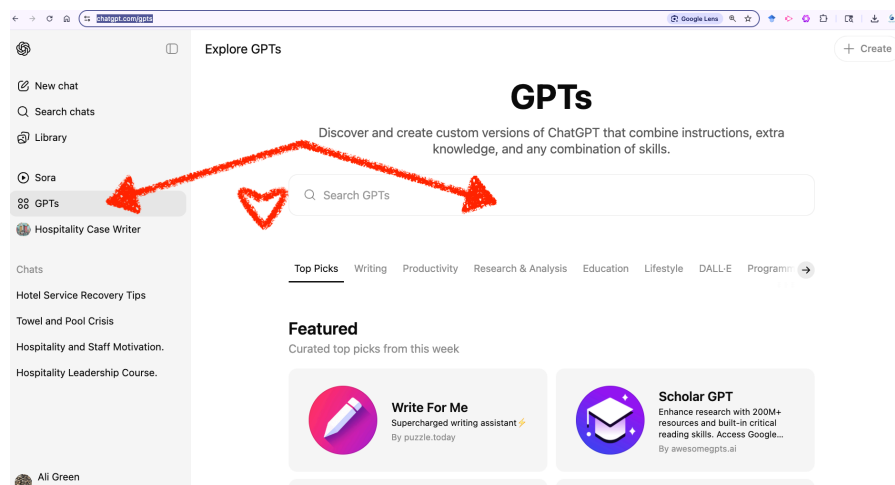 chatgpt.com/gpts
Google Lens
Explore GPTs
Create
New chat
Search chats
Library
Sora
GPTs
Hospitality Case Writer
Chats
Hotel Service Recovery Tips
Towel and Pool Crisis
Hospitality and Staff Motivation.
Hospitality Leadership Course.
Ali Green
GPTs
Discover and create custom versions of ChatGPT that combine instructions, extra
knowledge, and any combination of skills.
Search GPTs
Top Picks Writing Productivity Research & Analysis Education Lifestyle DALL·E Programm
Featured
Curated top picks from this week
Write For Me
Supercharged writing assistant⚡
By puzzle.today
Scholar GPT
Enhance research with 200M+
resources and built-in critical
reading skills. Access Google...
By awesomegpts.ai